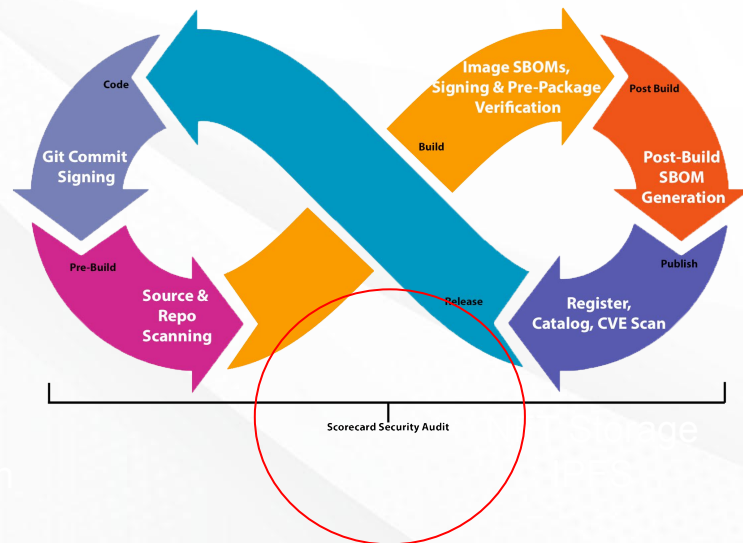 Code
Git Commit
Signing
Pre-Build
Source &
Repo
Scanning
Build
Image SBOMs,
Signing & Pre-Package
Verification
Post Build
Post-Build
SBOM
Generation
Publish
Register,
Catalog, CVE Scan
Release
Scorecard Security Audit
Storage